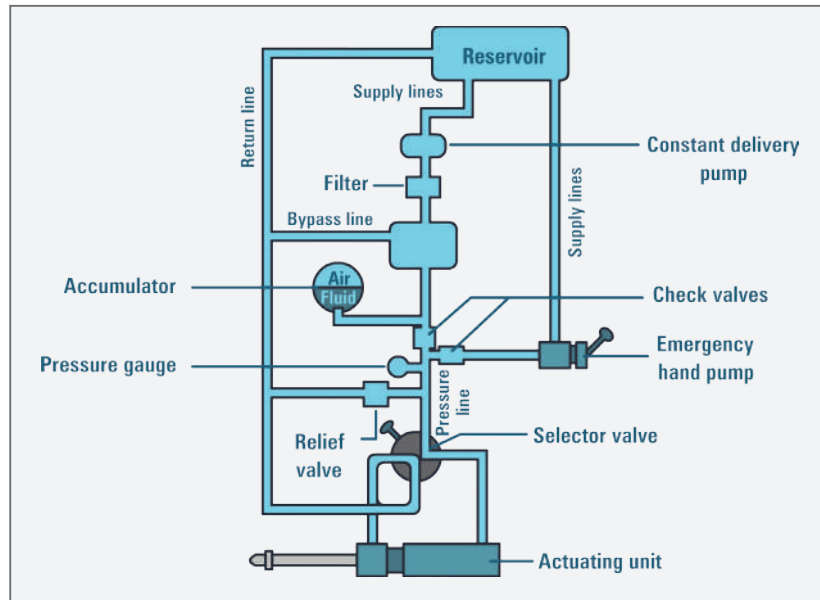 Reservoir
Supply lines
Return line
Constant delivery
pump
Filter
Supply lines
Bypass line
Accumulator
Air
Fluid
Check valves
Pressure gauge
Emergency
hand pump
Pressure
line
Relief
valve
Selector valve
Actuating unit